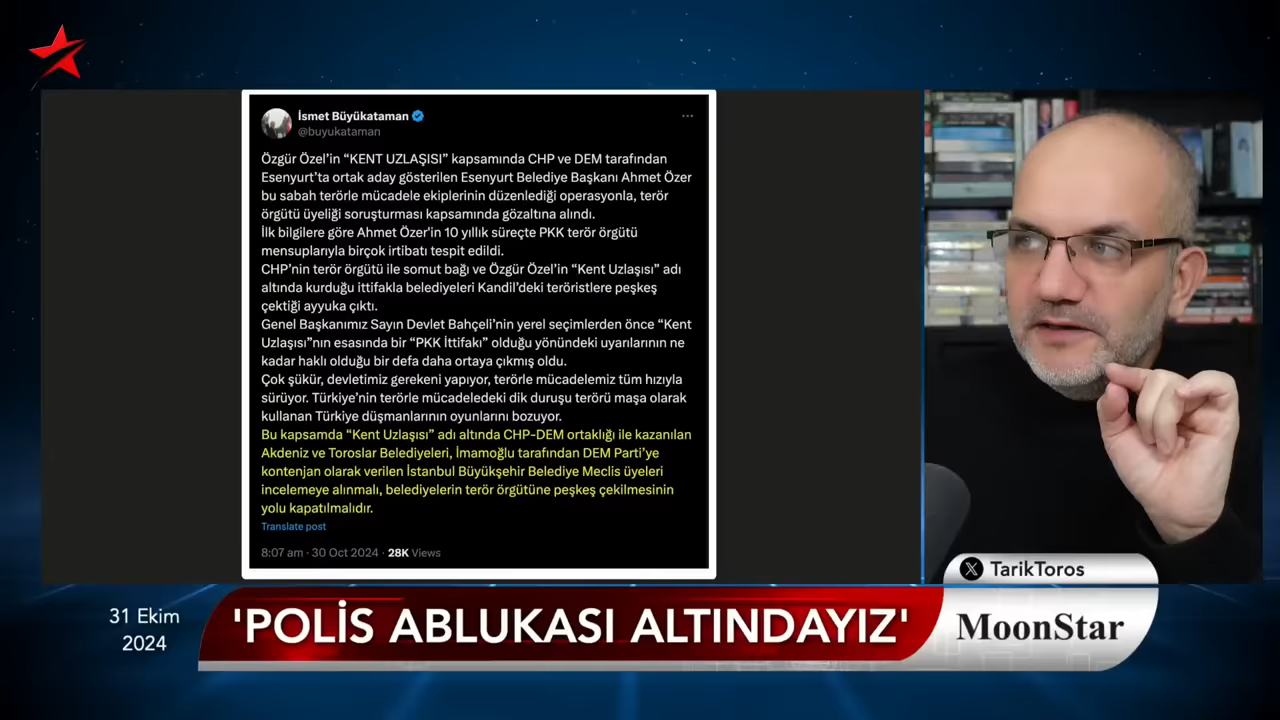 İsmet Büyükataman
@buyukataman
Özgür Özel'in “KENT UZLAŞISI” kapsamında CHP ve DEM tarafından
Esenyurt'ta ortak aday gösterilen Esenyurt Belediye Başkanı Ahmet Özer
bu sabah terörle mücadele ekiplerinin düzenlediği operasyonla, terör
örgütü üyeliği soruşturması kapsamında gözaltına alındı.
İlk bilgilere göre Ahmet Özer'in 10 yıllık süreçte PKK terör örgütü
mensuplarıyla birçok irtibatı tespit edildi.
CHP'nin terör örgütü ile somut bağı ve Özgür Özel'in “Kent Uzlaşısı” adı
altında kurduğu ittifakla belediyeleri Kandil'deki teröristlere peşkeş
çektiği ayyuka çıktı.
Genel Başkanımız Sayın Devlet Bahçeli'nin yerel seçimlerden önce “Kent
Uzlaşısı”nın esasında bir “PKK İttifakı” olduğu yönündeki uyarılarının ne
kadar haklı olduğu bir defa daha ortaya çıkmış oldu.
Çok şükür, devletimiz gerekeni yapıyor, terörle mücadelemiz tüm hızıyla
sürüyor. Türkiye'nin terörle mücadeledeki dik duruşu terörü maşa olarak
kullanan Türkiye düşmanlarının oyunlarını bozuyor.
Bu kapsamda “Kent Uzlaşısı” adı altında CHP-DEM ortaklığı ile kazanılan
Akdeniz ve Toroslar Belediyeleri, İmamoğlu tarafından DEM Parti'ye
kontenjan olarak verilen İstanbul Büyükşehir Belediye Meclis üyeleri
incelemeye alınmalı, belediyelerin terör örgütüne peşkeş çekilmesinin
yolu kapatılmalıdır.
Translate post
8:07 am · 30 Oct 2024 · 28K Views
X TarikToros
31 Ekim
2024
'POLİS ABLUKASI ALTINDAYIZ'
MoonStar